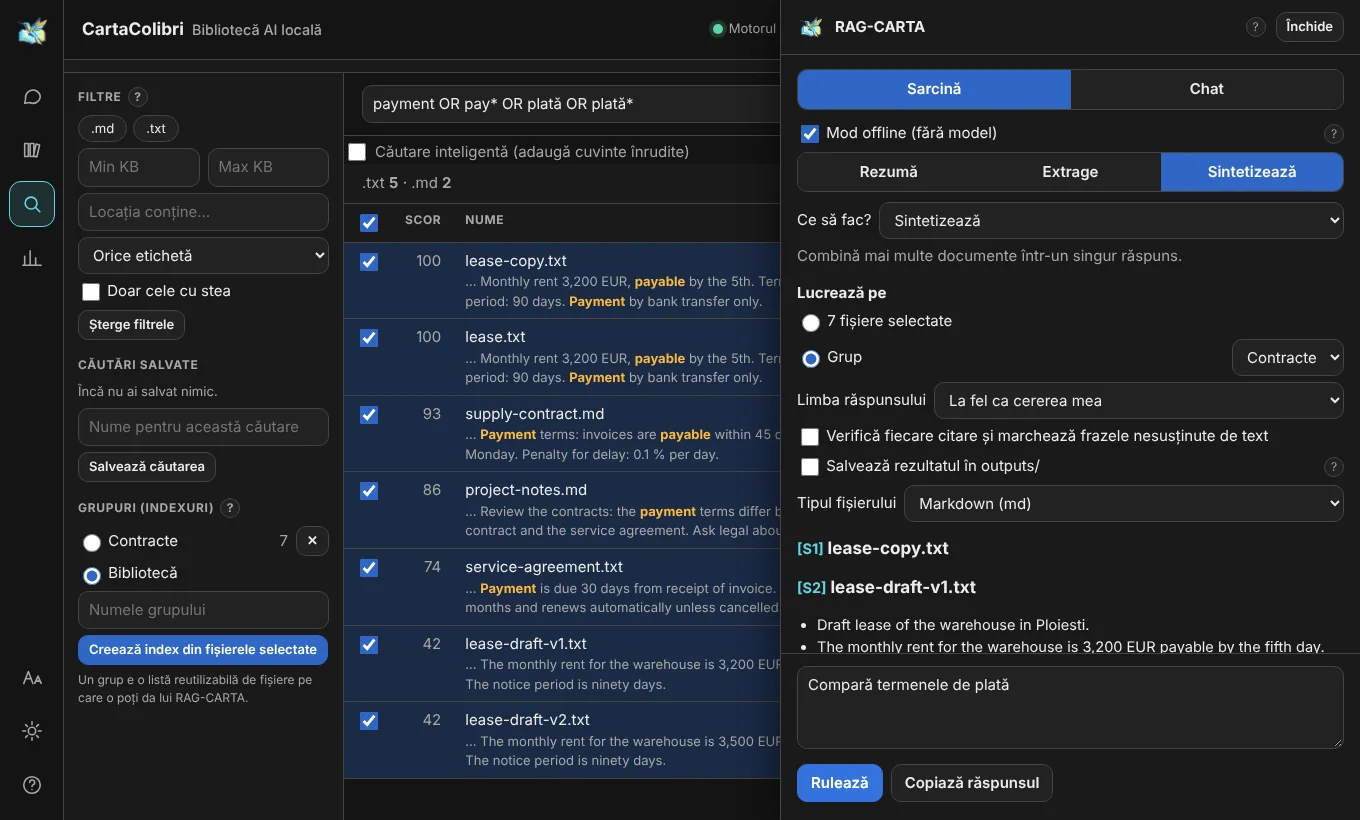 CartaColibri Bibliotecă AI locală
Motorul
FILTRE ?
.md .txt
Min KB Max KB
Locația conține...
Orice etichetă
Doar cele cu stea
Șterge filtrele
CĂUTĂRI SALVATE
Încă nu ai salvat nimic.
Nume pentru această căutare
Salvează căutarea
GRUPURI (INDEXURI) ?
Contracte 7 ×
Bibliotecă
Numele grupului
Creează index din fișierele selectate
Un grup e o listă reutilizabilă de fișiere pe
care o poți da lui RAG-CARTA.
AA
payment OR pay* OR plată OR plată*
Căutare inteligentă (adaugă cuvinte înrudite)
.txt 5 · .md 2
SCOR NUME
100 lease-copy.txt
... Monthly rent 3,200 EUR, payable by the 5th.
period: 90 days. Payment by bank transfer only.
100 lease.txt
... Monthly rent 3,200 EUR, payable by the 5th.
period: 90 days. Payment by bank transfer only.
93 supply-contract.md
... Payment terms: invoices are payable within 45
Monday. Penalty for delay: 0.1 % per day.
86 project-notes.md
... Review the contracts: the payment terms differ
contract and the service agreement. Ask legal
74 service-agreement.txt
... Payment is due 30 days from receipt of invoice.
months and renews automatically unless cancelled
42 lease-draft-v1.txt
... The monthly rent for the warehouse is 3,200
The notice period is ninety days.
42 lease-draft-v2.txt
... The monthly rent for the warehouse is 3,500
The notice period is ninety days.
RAG-CARTA ? Închide
Sarcină Chat
Mod offline (fără model) ?
Rezumă Extrage Sintetizează
Ce să fac? Sintetizează
Combină mai multe documente într-un singur răspuns.
Lucrează pe
7 fișiere selectate
Grup Contracte
Limba răspunsului La fel ca cererea mea
Verifică fiecare citare și marchează frazele nesusținute de text
Salvează rezultatul în outputs/ ?
Tipul fișierului Markdown (md)
[S1] lease-copy.txt
[S2] lease-draft-v1.txt
• Draft lease of the warehouse in Ploiesti.
• The monthly rent for the warehouse is 3,200 EUR payable by the fifth day.
Compară termenele de plată
Rulează Copiază răspunsul